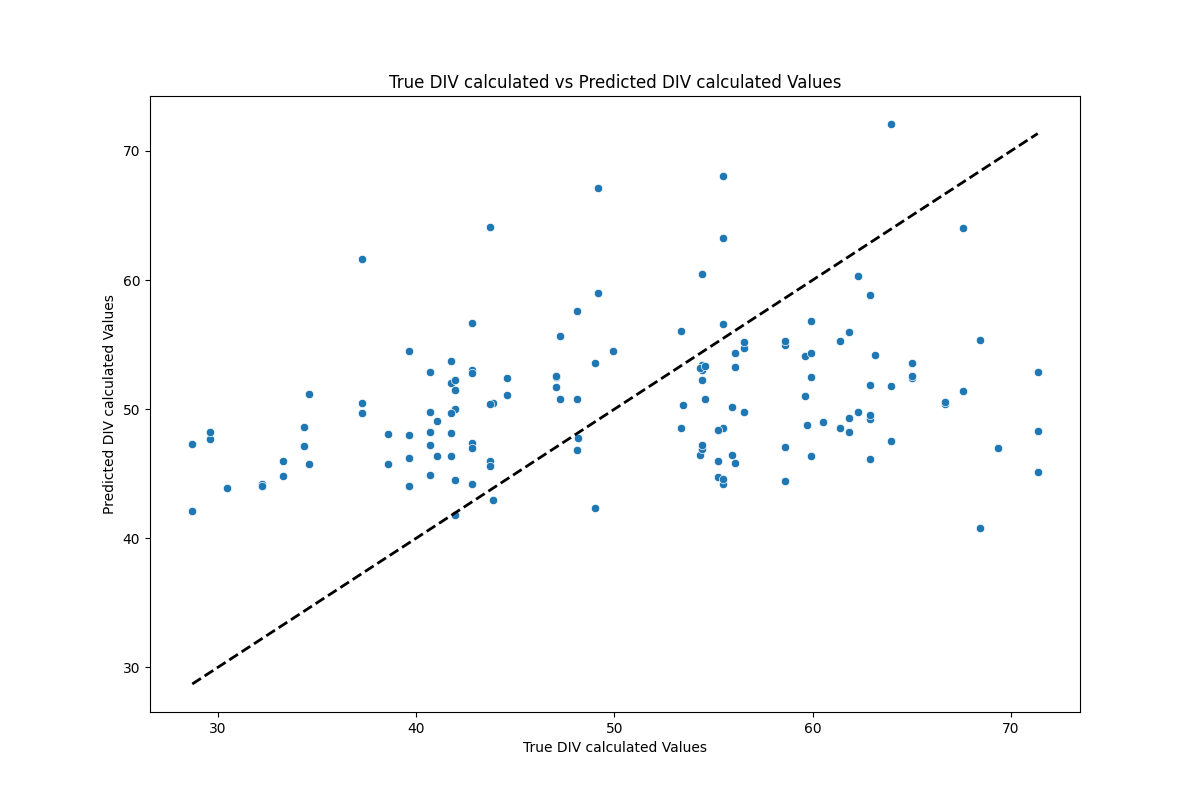 True DIV calculated vs Predicted DIV calculated Values
Predicted DIV calculated Values
70
60
50
40
30
30 40 50 60 70
True DIV calculated Values